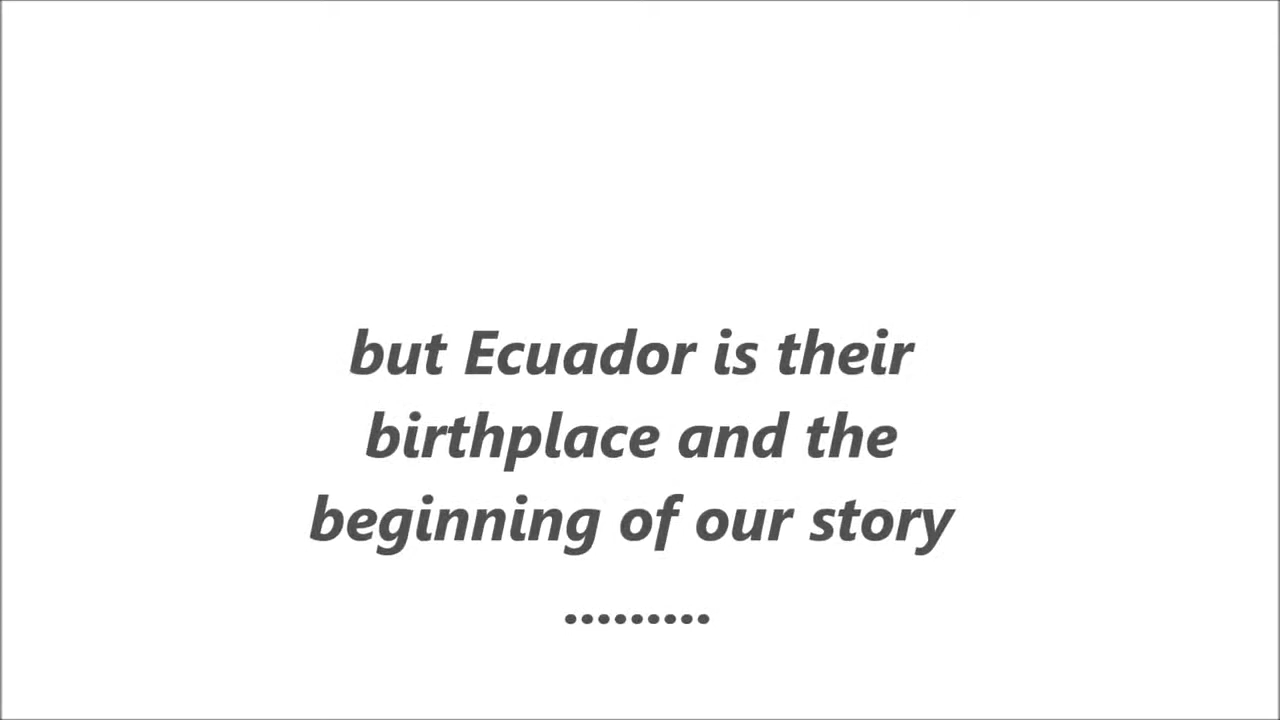 but Ecuador is their
birthplace and the
beginning of our story
.........